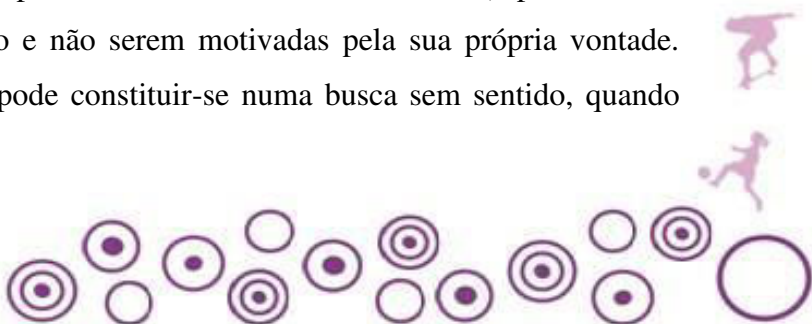 o e não serem motivadas pela sua própria vontade.
pode constituir-se numa busca sem sentido, quando